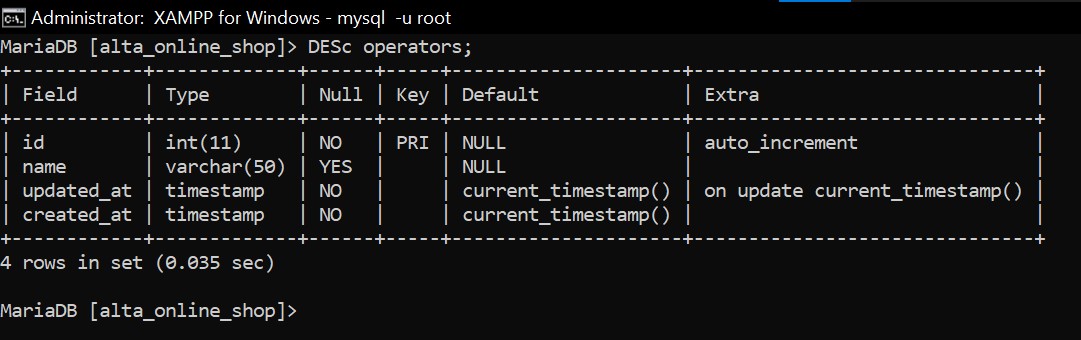 Administrator: XAMPP for Windows - mysql  -u root
MariaDB [alta_online_shop]> DESc operators;
+------------+-------------+------+-----+---------------------+-------------------------------+
| Field      | Type        | Null | Key | Default             | Extra                         |
+------------+-------------+------+-----+---------------------+-------------------------------+
| id         | int(11)     | NO   | PRI | NULL                | auto_increment                |
| name       | varchar(50) | YES  |     | NULL                |                               |
| updated_at | timestamp   | NO   |     | current_timestamp() | on update current_timestamp() |
| created_at | timestamp   | NO   |     | current_timestamp() |                               |
+------------+-------------+------+-----+---------------------+-------------------------------+
4 rows in set (0.035 sec)
MariaDB [alta_online_shop]>